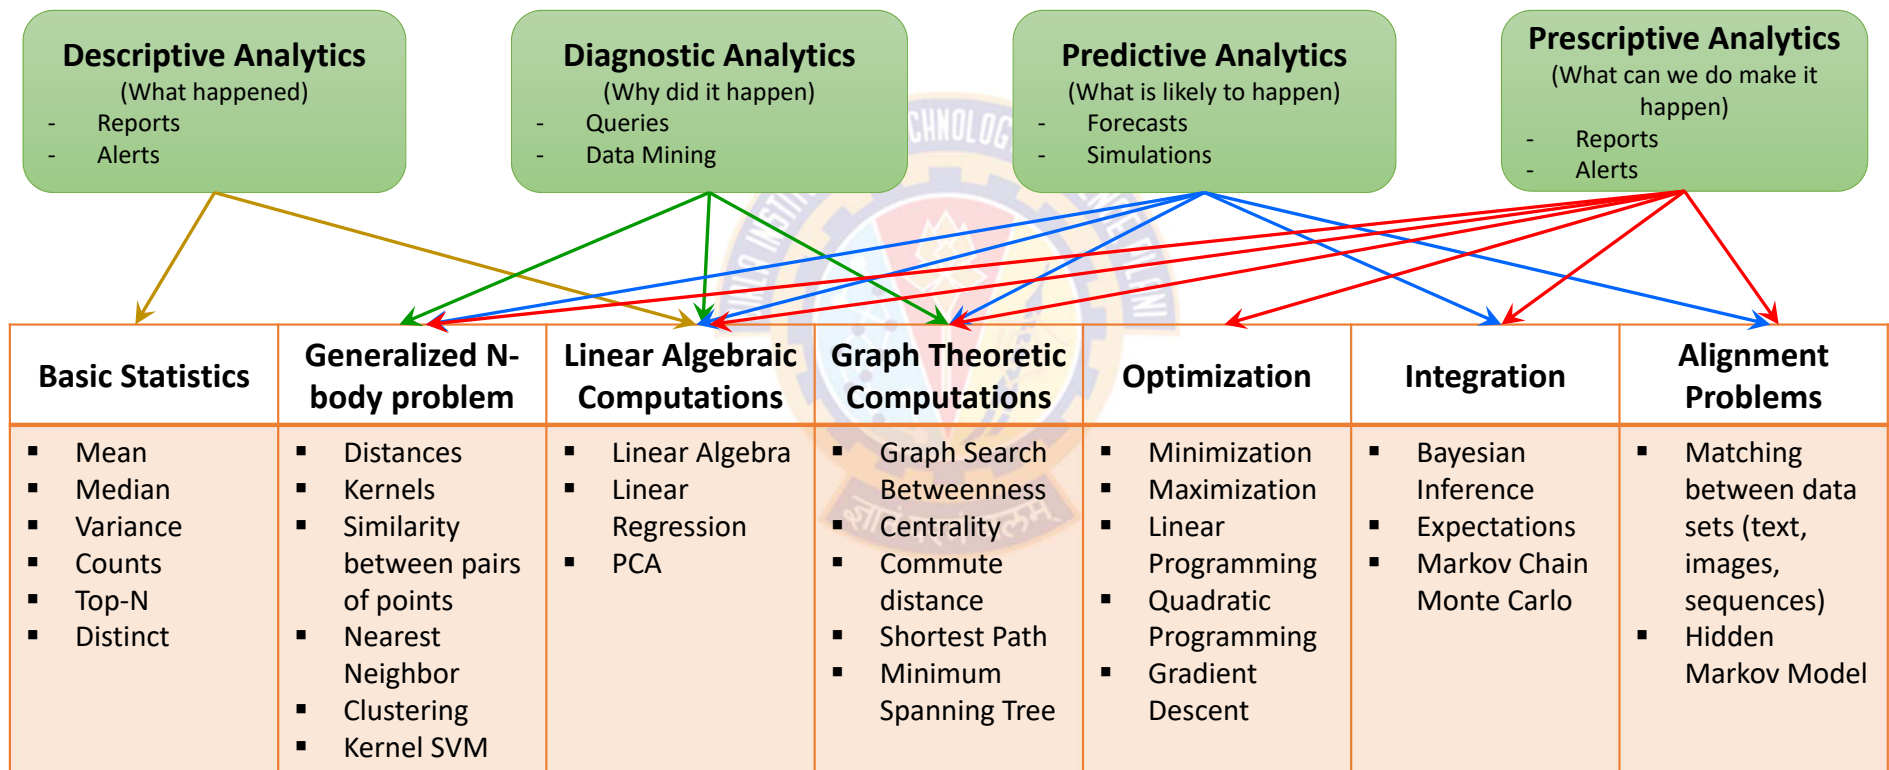 Descriptive Analytics
(What happened)
- Reports
- Alerts
Diagnostic Analytics
(Why did it happen)
- Queries
- Data Mining
Predictive Analytics
(What is likely to happen)
- Forecasts
- Simulations
Prescriptive Analytics
(What can we do make it
happen)
- Reports
- Alerts
Basic Statistics
▪ Mean
▪ Median
▪ Variance
▪ Counts
▪ Top-N
▪ Distinct
Generalized N-
body problem
▪ Distances
▪ Kernels
▪ Similarity
between pairs
of points
▪ Nearest
Neighbor
▪ Clustering
▪ Kernel SVM
Linear Algebraic
Computations
▪ Linear Algebra
▪ Linear
Regression
▪ PCA
Graph Theoretic
Computations
▪ Graph Search
Betweenness
▪ Centrality
▪ Commute
distance
▪ Shortest Path
▪ Minimum
Spanning Tree
Optimization
▪ Minimization
▪ Maximization
▪ Linear
Programming
▪ Quadratic
Programming
▪ Gradient
Descent
Integration
▪ Bayesian
Inference
▪ Expectations
▪ Markov Chain
Monte Carlo
Alignment
Problems
▪ Matching
between data
sets (text,
images,
sequences)
▪ Hidden
Markov Model